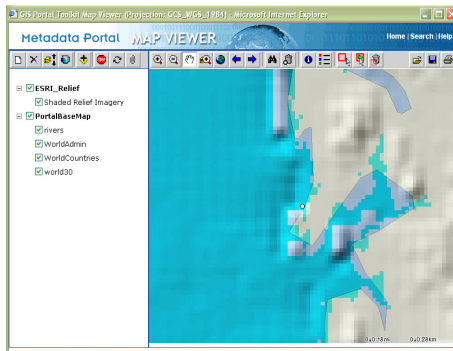 GIS Portal Toolkit Map Viewer (Projection: GCS_WGS_1984) - Microsoft Internet Explorer
Metadata Portal MAP VIEWER Home | Search | Help
ESRI_Relief
Shaded Relief Imagery
PortalBaseMap
rivers
WorldAdmin
WorldCountries
world30